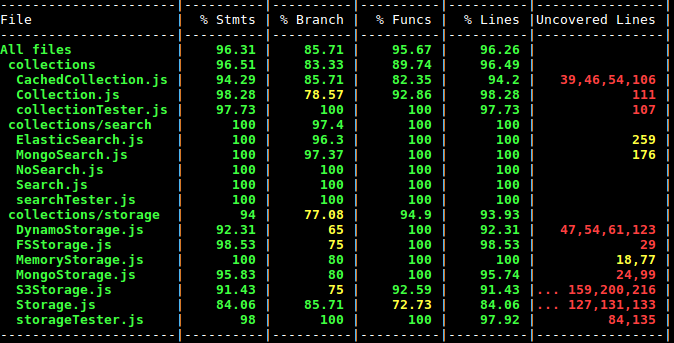 --------------------|----------|----------|----------|----------|----------------|
File | % Stmts | % Branch | % Funcs | % Lines |Uncovered Lines |
--------------------|----------|----------|----------|----------|----------------|
All files | 96.31 | 85.71 | 95.67 | 96.26 | |
collections | 96.51 | 83.33 | 89.74 | 96.49 | |
CachedCollection.js | 94.29 | 85.71 | 82.35 | 94.2 | 39,46,54,106 |
Collection.js | 98.28 | 78.57 | 92.86 | 98.28 | 111 |
collectionTester.js | 97.73 | 100 | 100 | 97.73 | 107 |
collections/search | 100 | 97.4 | 100 | 100 | |
ElasticSearch.js | 100 | 96.3 | 100 | 100 | 259 |
MongoSearch.js | 100 | 97.37 | 100 | 100 | 176 |
NoSearch.js | 100 | 100 | 100 | 100 | |
Search.js | 100 | 100 | 100 | 100 | |
searchTester.js | 100 | 100 | 100 | 100 | |
collections/storage | 94 | 77.08 | 94.9 | 93.93 | |
DynamoStorage.js | 92.31 | 65 | 100 | 92.31 | 47,54,61,123 |
FSStorage.js | 98.53 | 75 | 100 | 98.53 | 29 |
MemoryStorage.js | 100 | 80 | 100 | 100 | 18,77 |
MongoStorage.js | 95.83 | 80 | 100 | 95.74 | 24,99 |
S3Storage.js | 91.43 | 75 | 92.59 | 91.43 |... 159,200,216 |
Storage.js | 84.06 | 85.71 | 72.73 | 84.06 |... 127,131,133 |
storageTester.js | 98 | 100 | 100 | 97.92 | 84,135 |
--------------------|----------|----------|----------|----------|----------------|